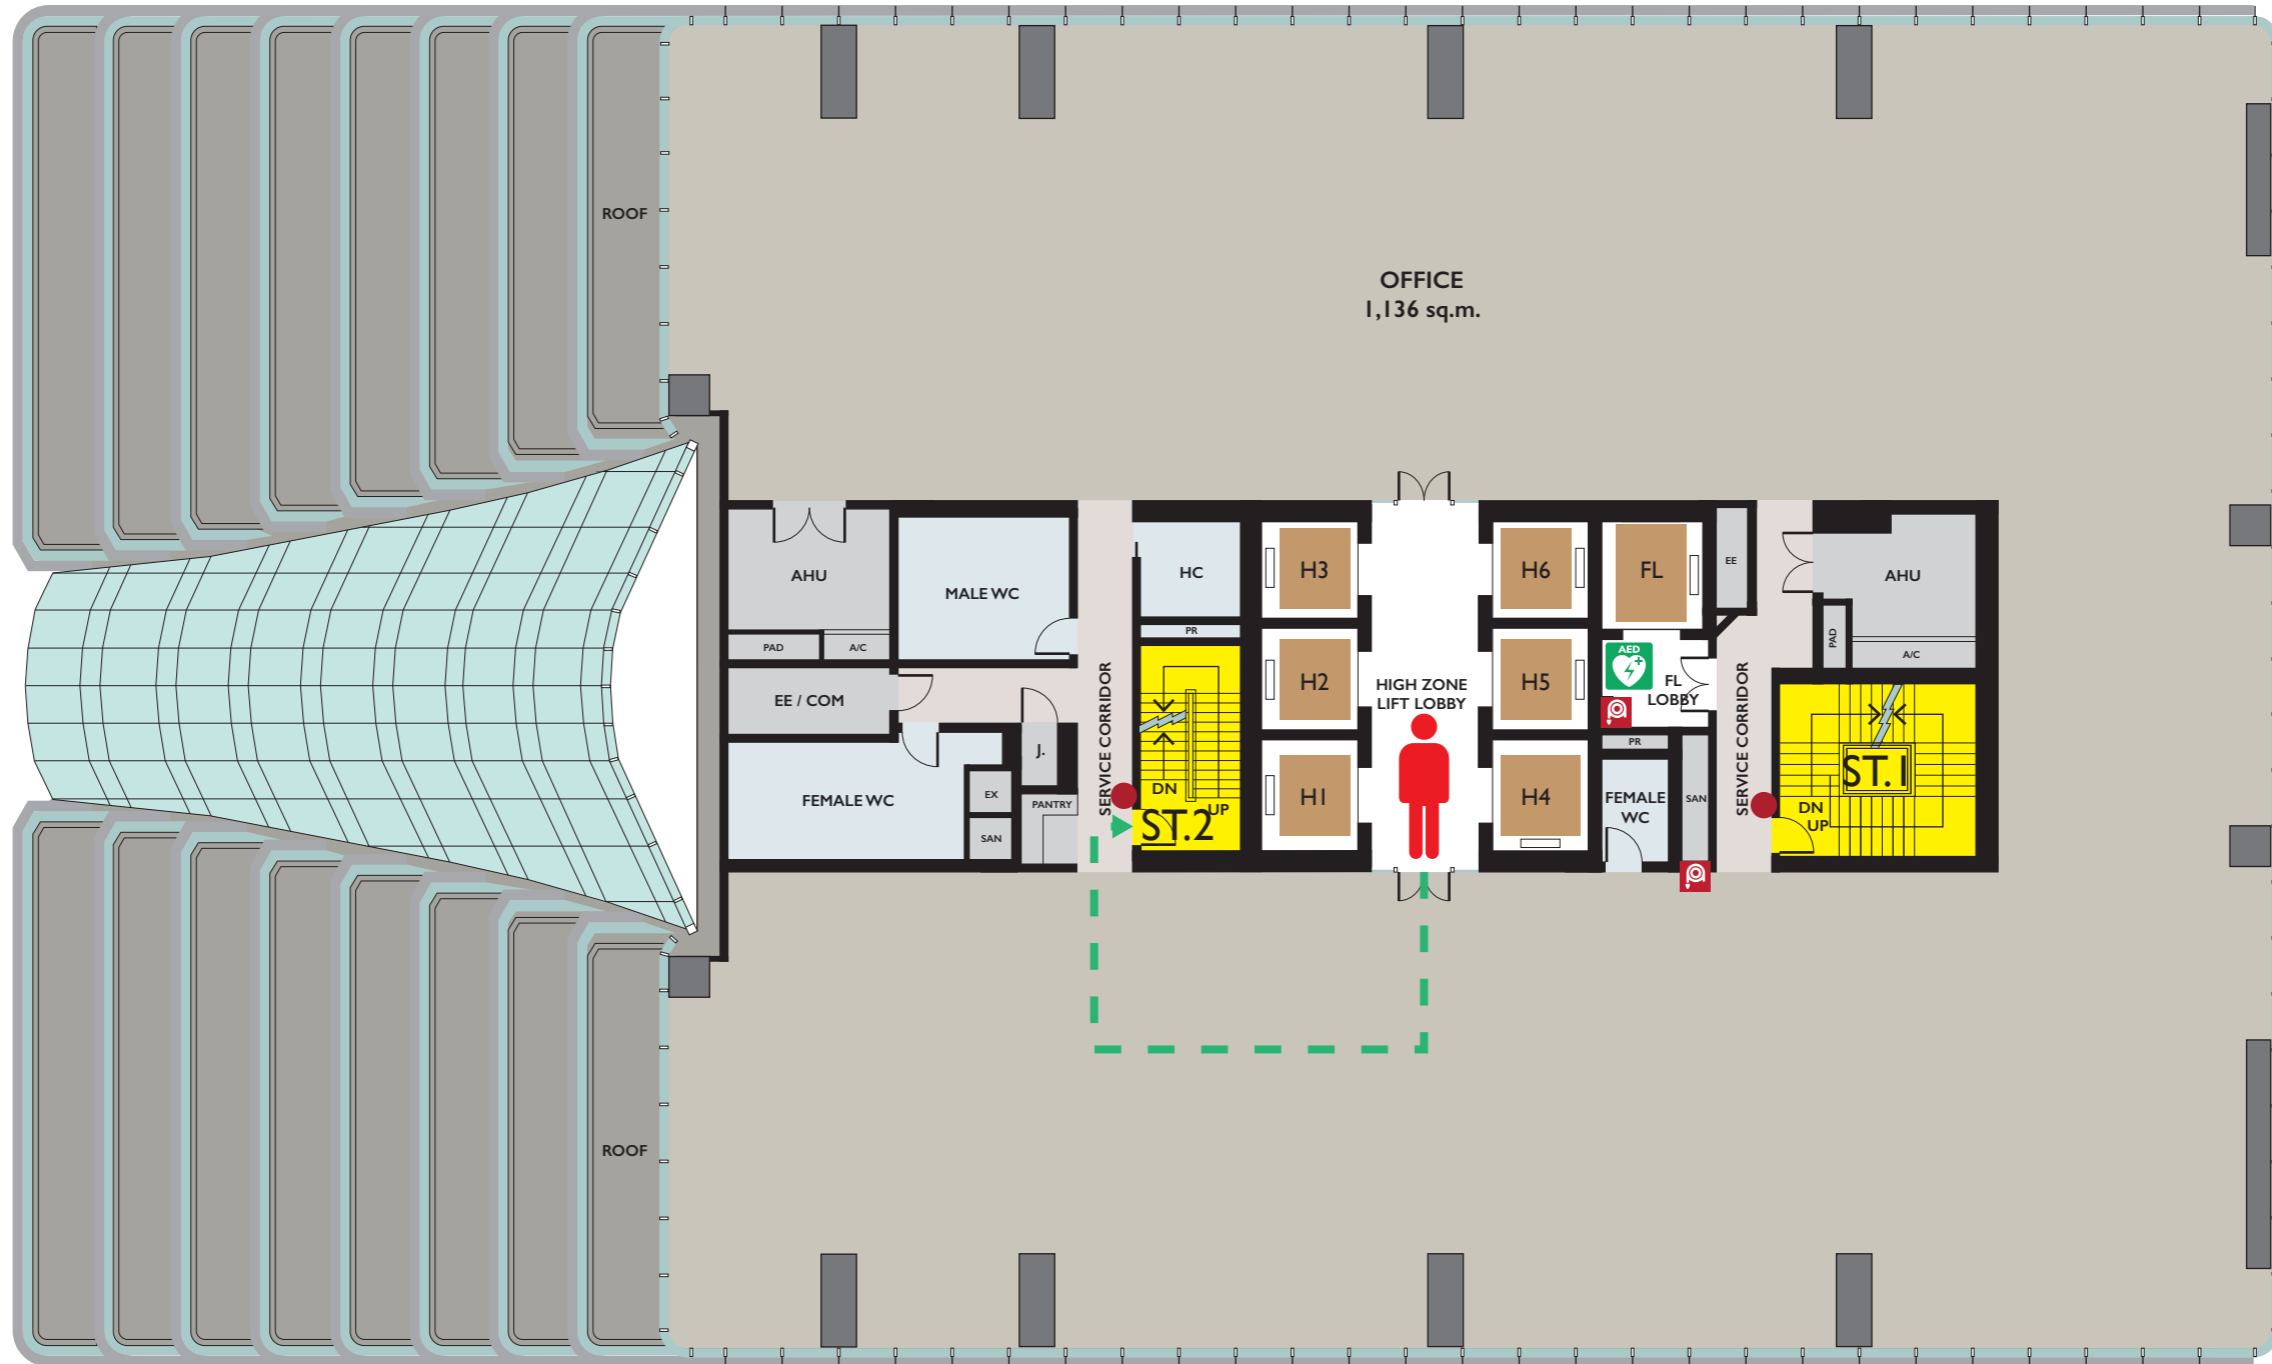 ROOF
OFFICE
1,136 sq.m.
AHU
PAD
A/C
MALE WC
EE / COM
FEMALE WC
EX
SAN
J.
PANTRY
SERVICE CORRIDOR
HC
PR
DN
UP
ST.2
H3
H2
H1
HIGH ZONE
LIFT LOBBY
H6
H5
H4
FL
AED
FL
LOBBY
PR
FEMALE
WC
SAN
EE
SERVICE CORRIDOR
AHU
PAD
A/C
ST.1
DN
UP
ROOF